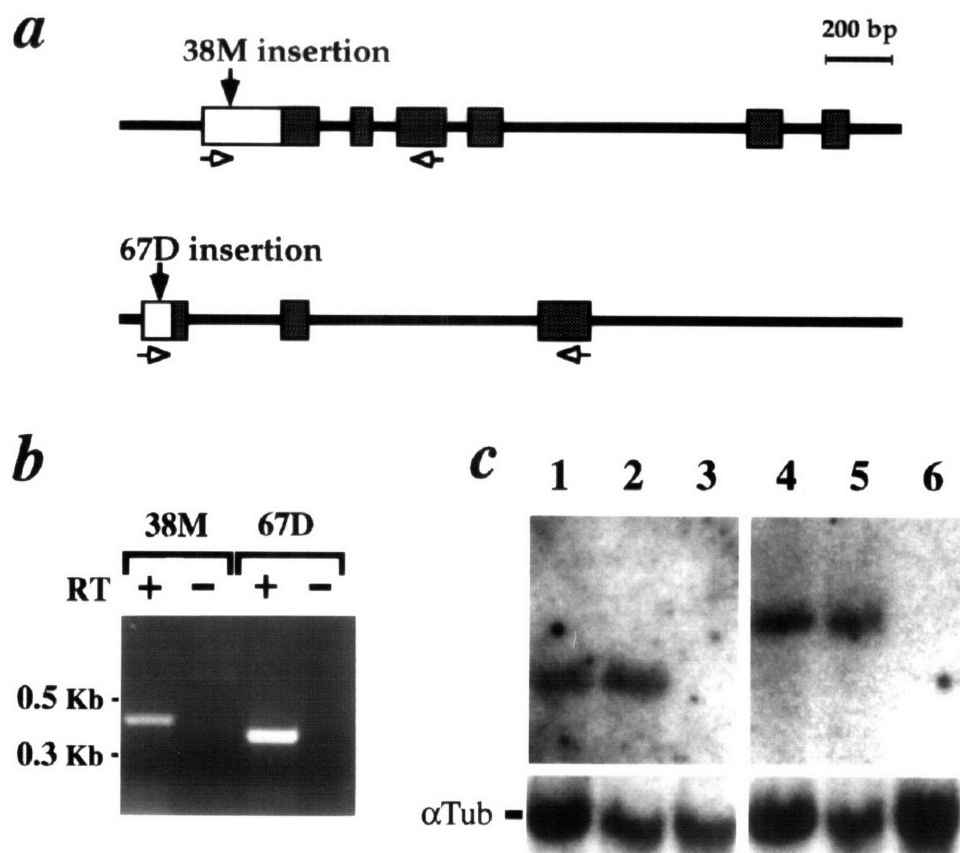 a
200 bp
38M insertion
67D insertion
b
38M 67D
RT + – + –
0.5 Kb -
0.3 Kb -
c
1 2 3 4 5 6
αTub